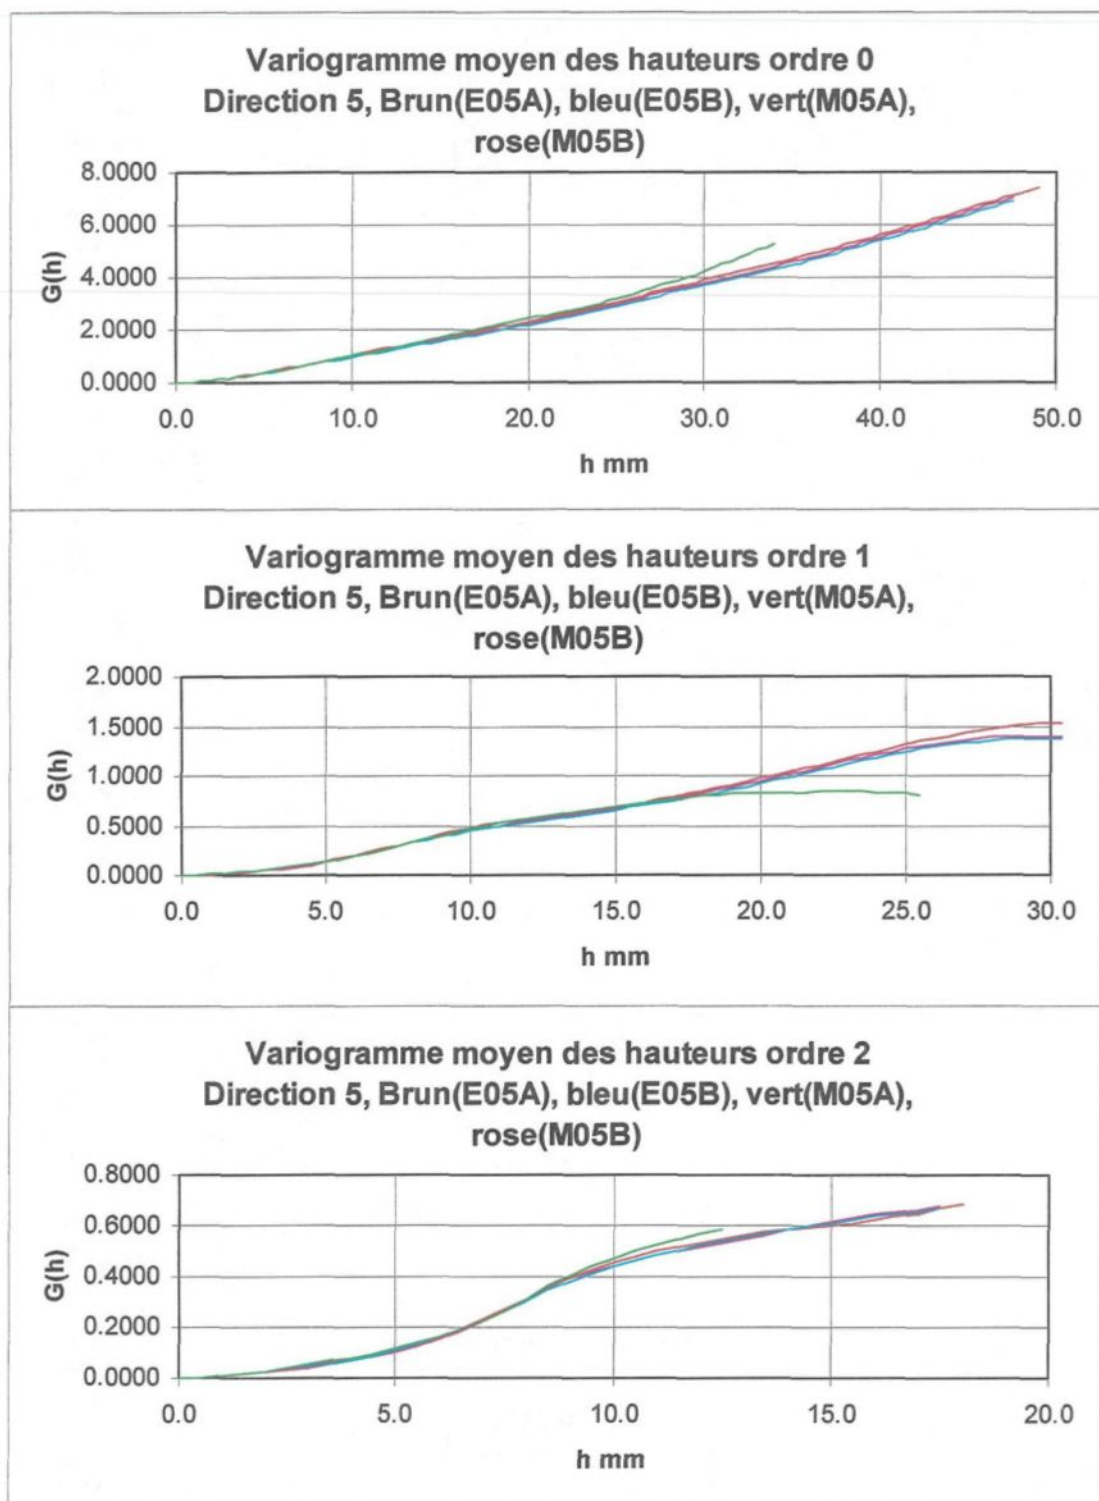 Variogramme moyen des hauteurs ordre 0
Direction 5, Brun(E05A), bleu(E05B), vert(M05A),
rose(M05B)
8.0000
6.0000
4.0000
2.0000
0.0000
G(h)
0.0 10.0 20.0 30.0 40.0 50.0
h mm
Variogramme moyen des hauteurs ordre 1
Direction 5, Brun(E05A), bleu(E05B), vert(M05A),
rose(M05B)
2.0000
1.5000
1.0000
0.5000
0.0000
G(h)
0.0 5.0 10.0 15.0 20.0 25.0 30.0
h mm
Variogramme moyen des hauteurs ordre 2
Direction 5, Brun(E05A), bleu(E05B), vert(M05A),
rose(M05B)
0.8000
0.6000
0.4000
0.2000
0.0000
G(h)
0.0 5.0 10.0 15.0 20.0
h mm